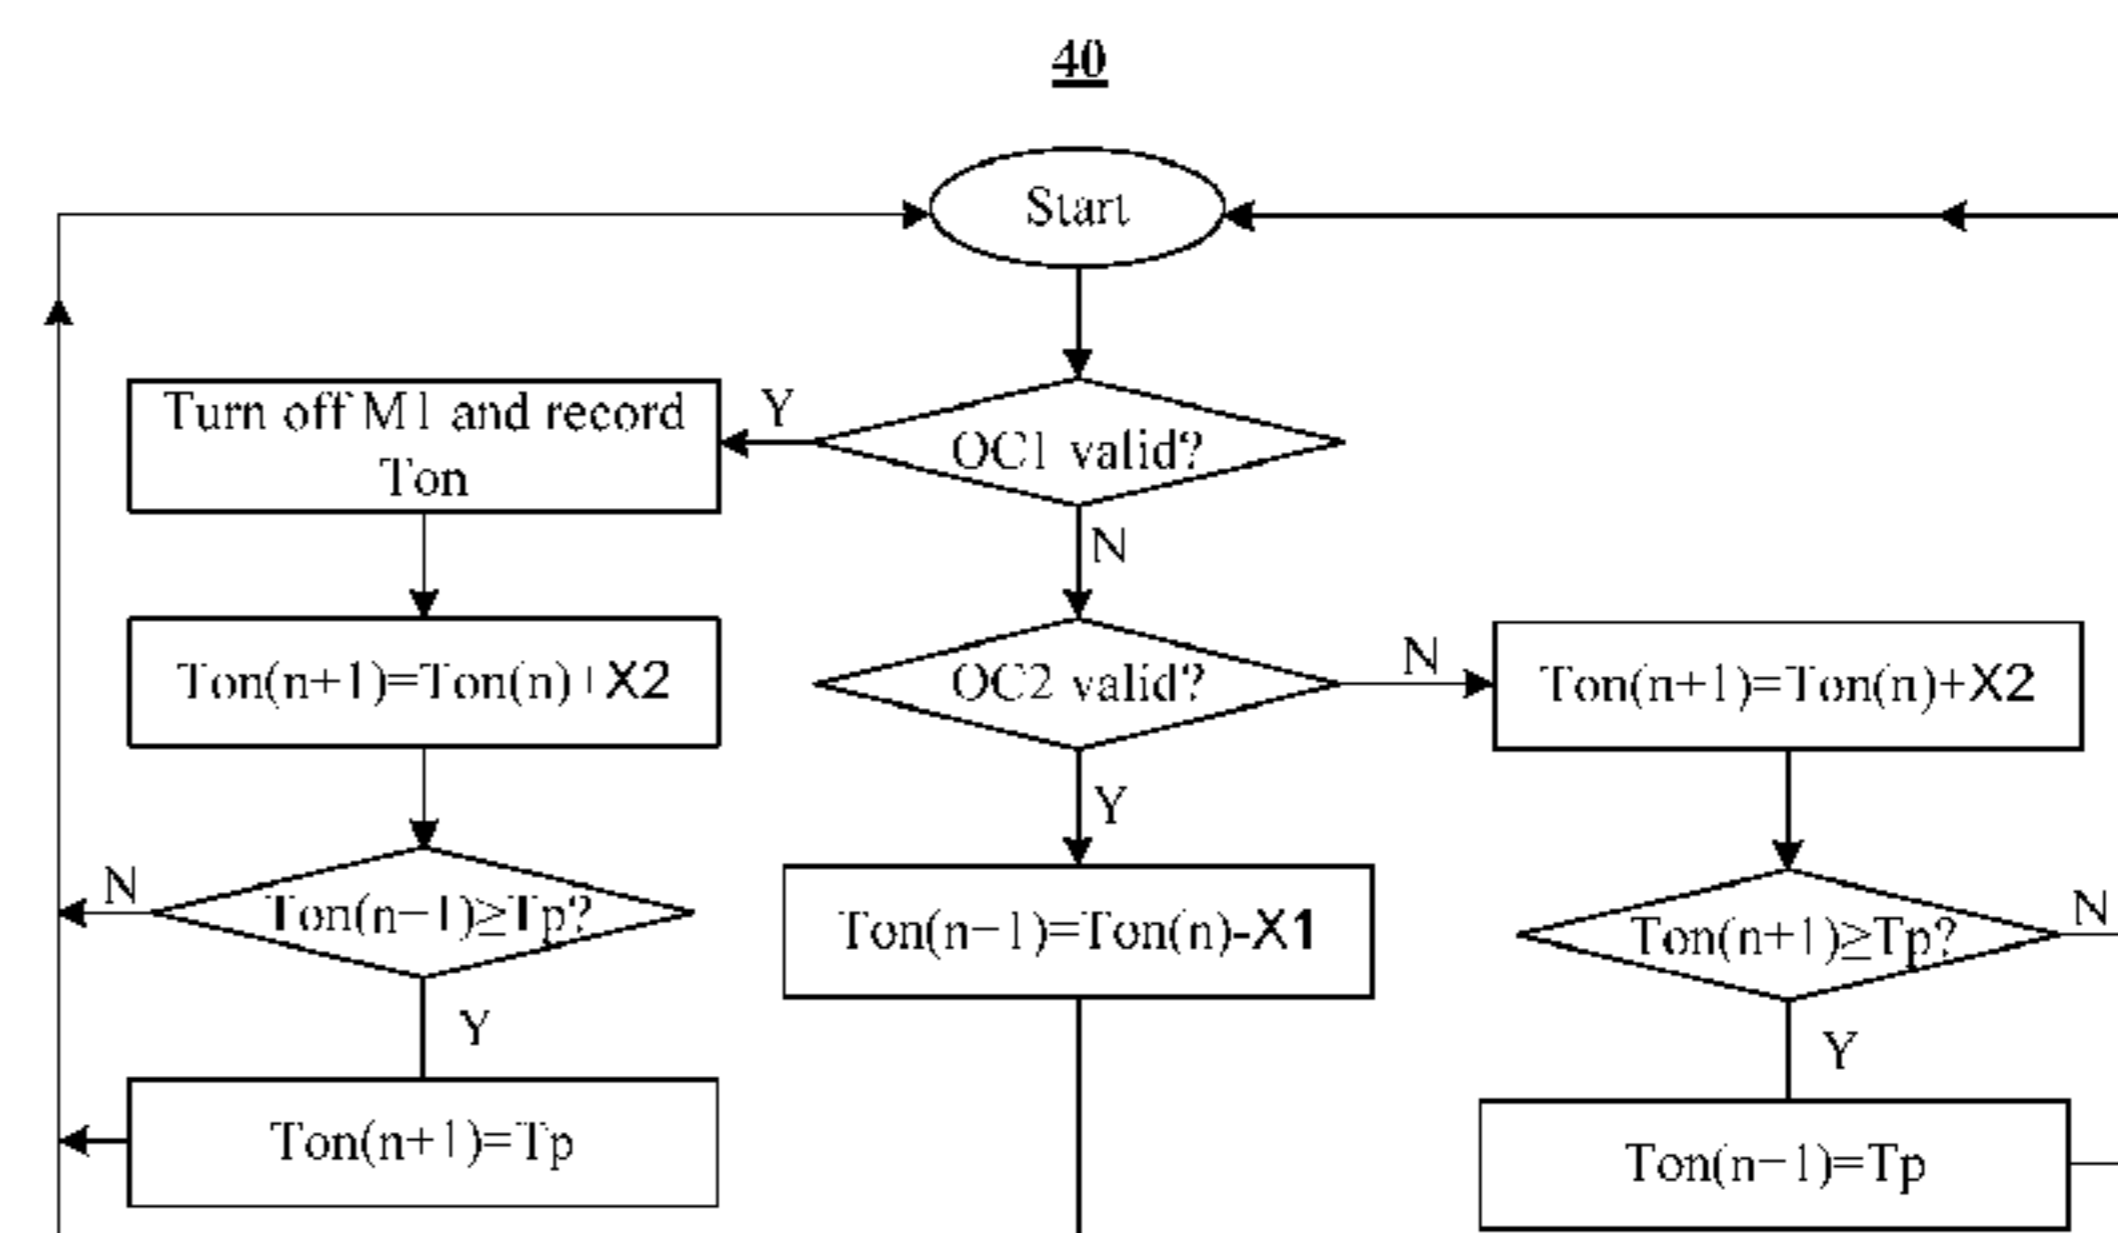 40
Start
Turn off M1 and record
Ton
Y
OC1 valid?
N
Ton(n+1)=Ton(n)+X2
OC2 valid?
N
Ton(n+1)=Ton(n)+X2
Y
N
Ton(n−1)≥Tp?
Ton(n−1)=Ton(n)-X1
Ton(n+1)≥Tp?
N
Y
Y
Ton(n+1)=Tp
Ton(n−1)=Tp